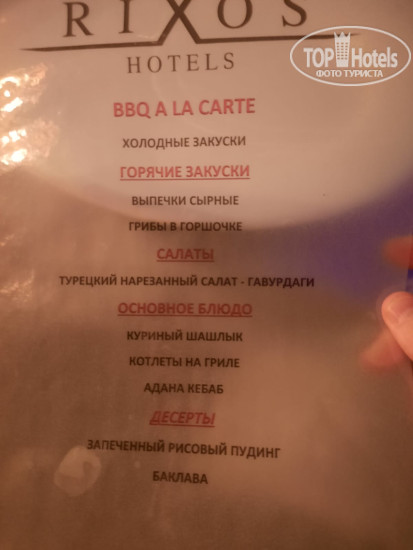 RIXOS
HOTELS
TOP Hotels
ФОТО ТУРИСТА
BBQ A LA CARTE
ХОЛОДНЫЕ ЗАКУСКИ
ГОРЯЧИЕ ЗАКУСКИ
ВЫПЕЧКИ СЫРНЫЕ
ГРИБЫ В ГОРШОЧКЕ
САЛАТЫ
ТУРЕЦКИЙ НАРЕЗАННЫЙ САЛАТ - ГАВУРДАГИ
ОСНОВНОЕ БЛЮДО
КУРИНЫЙ ШАШЛЫК
КОТЛЕТЫ НА ГРИЛЕ
АДАНА КЕБАБ
ДЕСЕРТЫ
ЗАПЕЧЕННЫЙ РИСОВЫЙ ПУДИНГ
БАКЛАВА